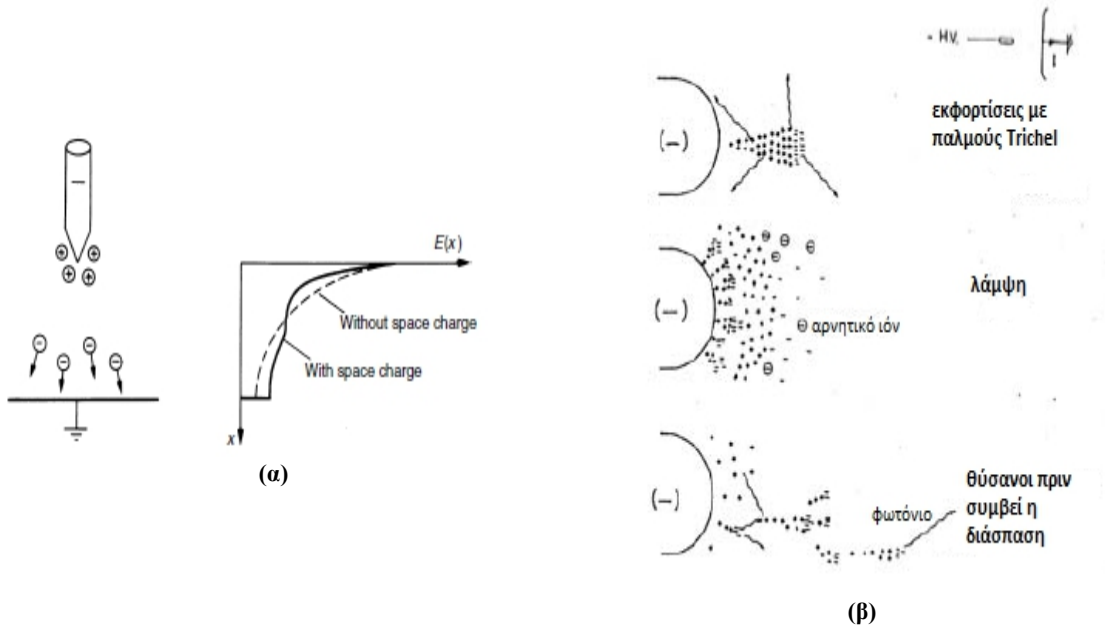 E(x)
Without space charge
With space charge
x
(α)
- HV.
I
(-)
εκφορτίσεις με
παλμούς Trichel
(-)
Θ αρνητικό ιόν
λάμψη
(-)
φωτόνιο
θύσανοι πριν
συμβεί η
διάσπαση
(β)